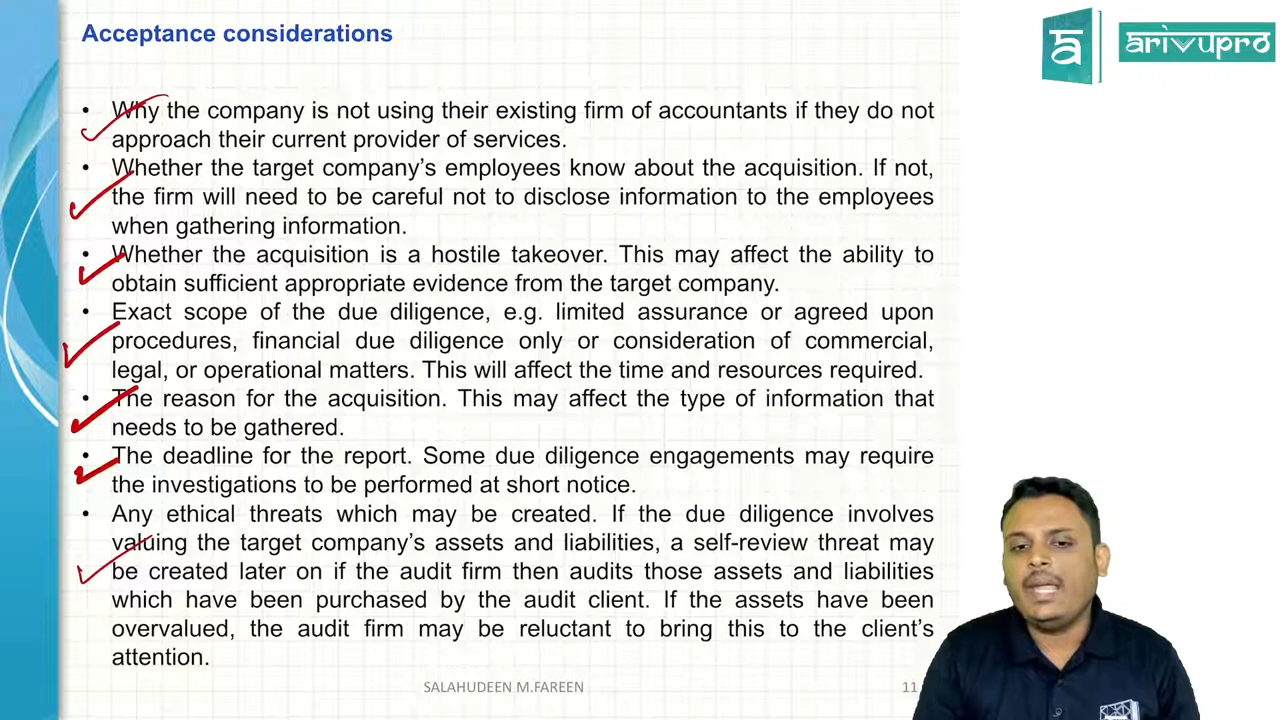 Acceptance considerations
arivupro
• Why the company is not using their existing firm of accountants if they do not
approach their current provider of services.
• Whether the target company's employees know about the acquisition. If not,
the firm will need to be careful not to disclose information to the employees
when gathering information.
• Whether the acquisition is a hostile takeover. This may affect the ability to
obtain sufficient appropriate evidence from the target company.
• Exact scope of the due diligence, e.g. limited assurance or agreed upon
procedures, financial due diligence only or consideration of commercial,
legal, or operational matters. This will affect the time and resources required.
• The reason for the acquisition. This may affect the type of information that
needs to be gathered.
• The deadline for the report. Some due diligence engagements may require
the investigations to be performed at short notice.
• Any ethical threats which may be created. If the due diligence involves
valuing the target company's assets and liabilities, a self-review threat may
be created later on if the audit firm then audits those assets and liabilities
which have been purchased by the audit client. If the assets have been
overvalued, the audit firm may be reluctant to bring this to the client's
attention.
SALAHUDEEN M.FAREEN
11